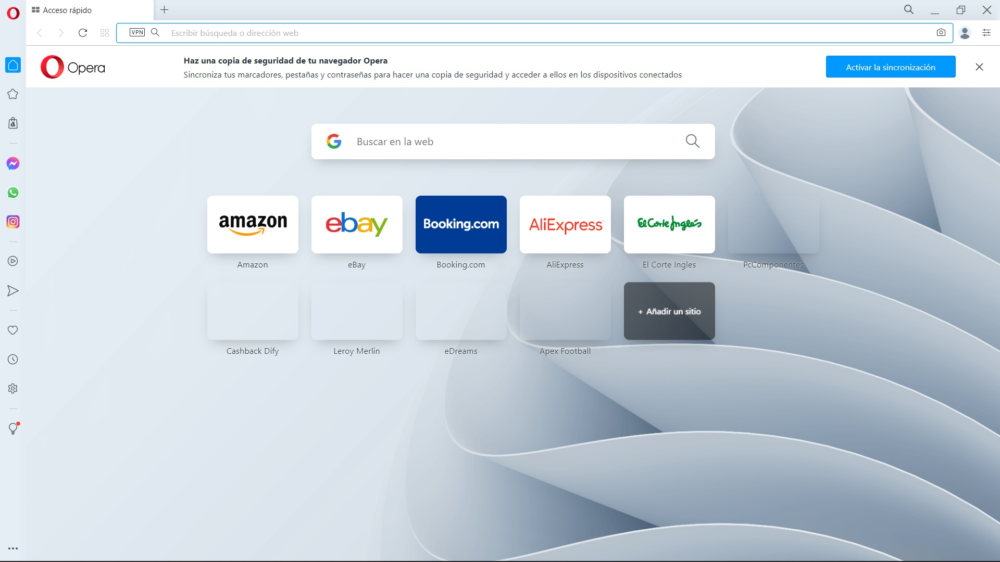 Acceso rápido
VPN
Escribir búsqueda o dirección web
Opera
Haz una copia de seguridad de tu navegador Opera
Sincroniza tus marcadores, pestañas y contraseñas para hacer una copia de seguridad y acceder a ellos en los dispositivos conectados
Activar la sincronización
Buscar en la web
amazon
ebay
Booking.com
AliExpress
El Corte Inglés
Amazon
eBay
Booking.com
AliExpress
El Corte Ingles
PcComponentes
+ Añadir un sitio
Cashback Dify
Leroy Merlin
eDreams
Apex Football